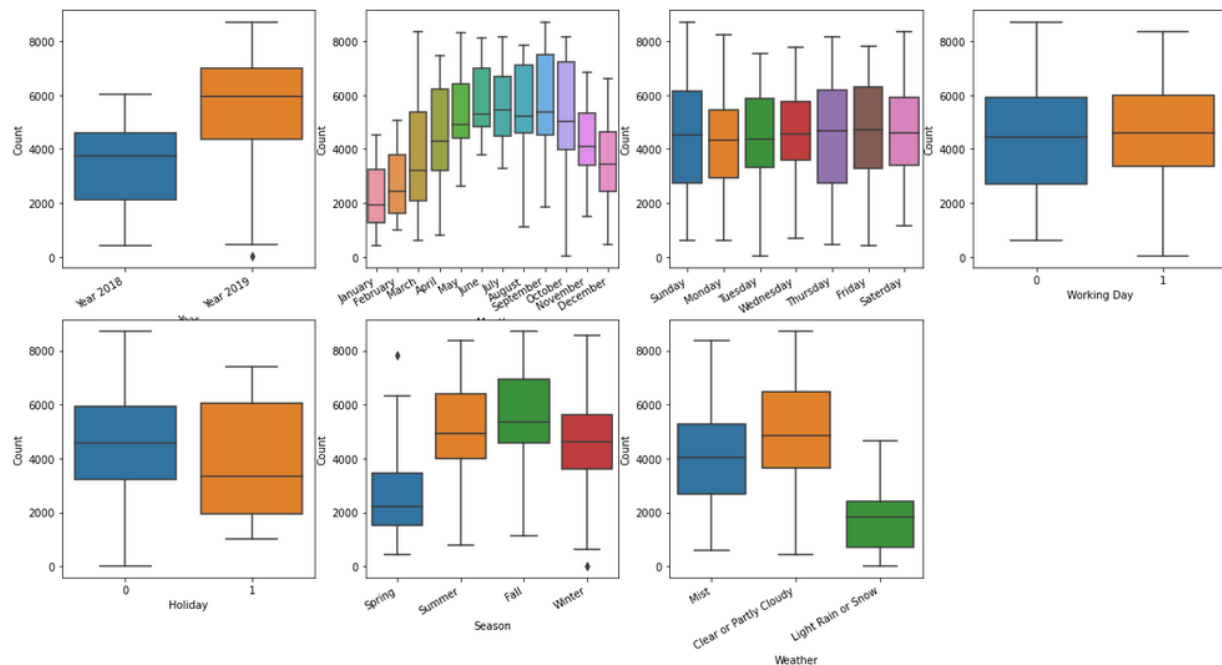 8000
6000
4000
2000
0
Count
Year 2018
Year 2019
8000
6000
4000
2000
0
Count
January
February
March
April
May
June
July
August
September
October
November
December
8000
6000
4000
2000
0
Count
Sunday
Monday
Tuesday
Wednesday
Thursday
Friday
Saterday
8000
6000
4000
2000
0
Count
0
1
Working Day
8000
6000
4000
2000
0
Count
0
1
Holiday
8000
6000
4000
2000
0
Count
Spring
Summer
Fall
Winter
Season
8000
6000
4000
2000
0
Count
Mist
Clear or Partly Cloudy
Light Rain or Snow
Weather